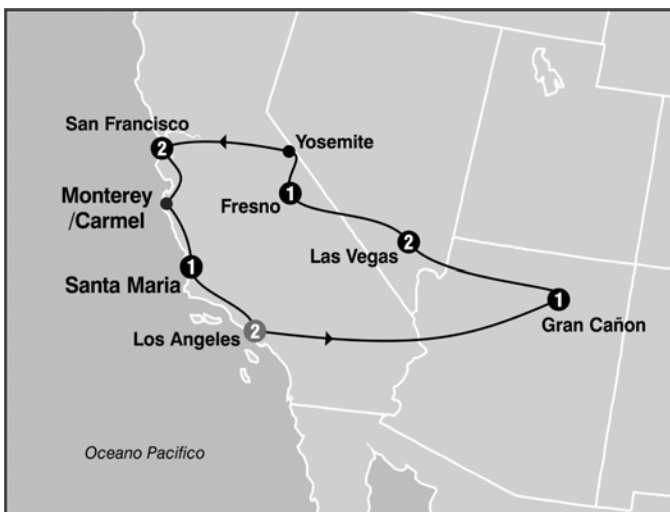 San Francisco
2
Yosemite
Monterey
/Carmel
1
Fresno
2
Las Vegas
1
Santa Maria
1
Gran Cañon
Los Angeles
2
Oceano Pacifico